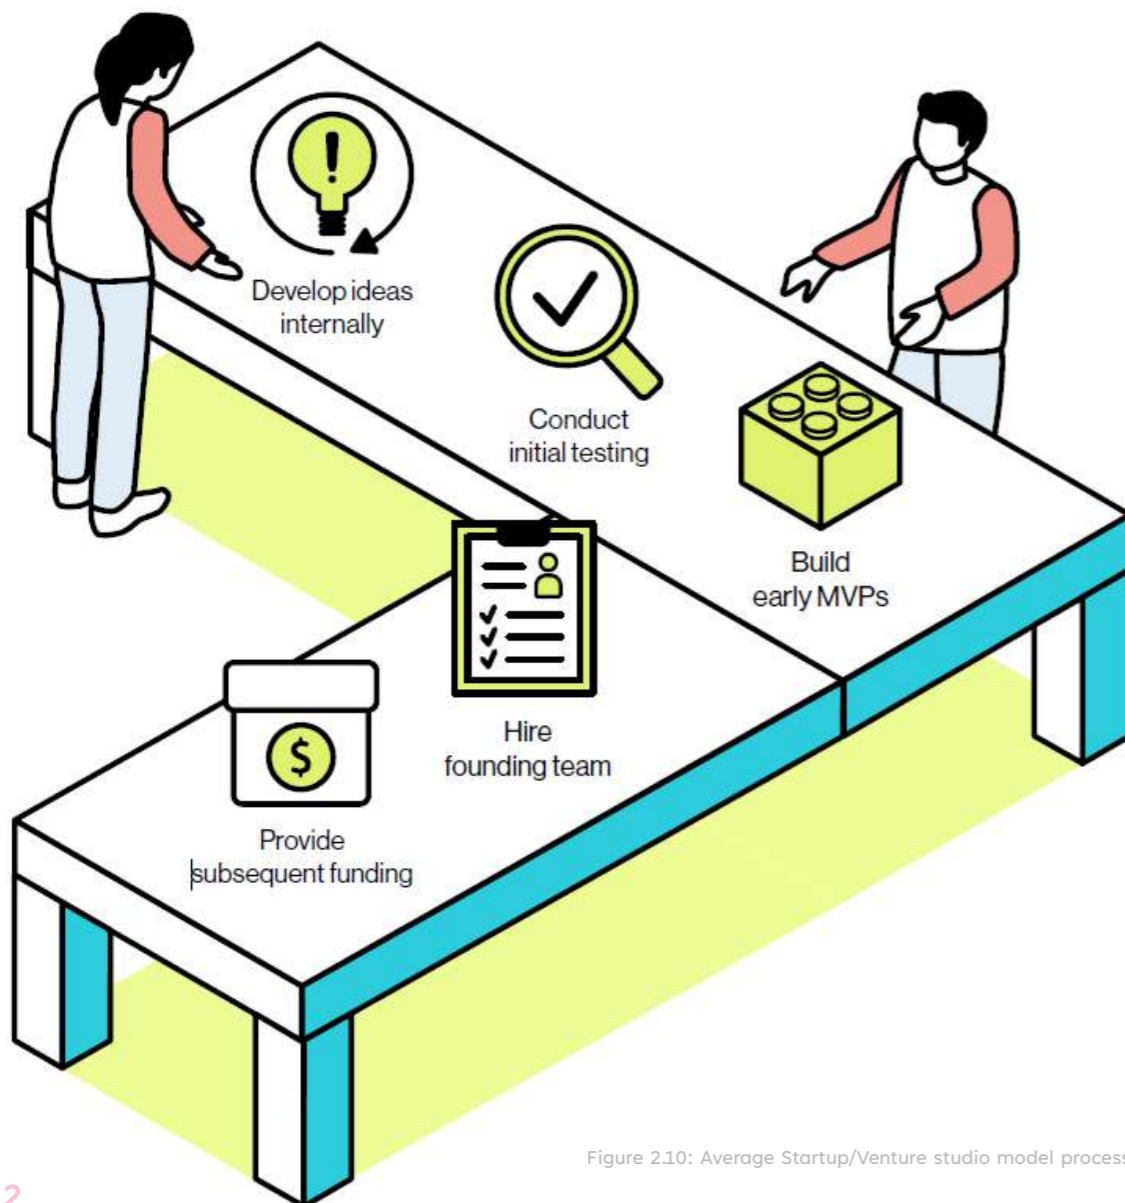 !
Develop ideas
internally
Conduct
initial testing
Build
early MVPs
Hire
founding team
$
Provide
subsequent funding
Figure 2.10: Average Startup/Venture studio model process
2